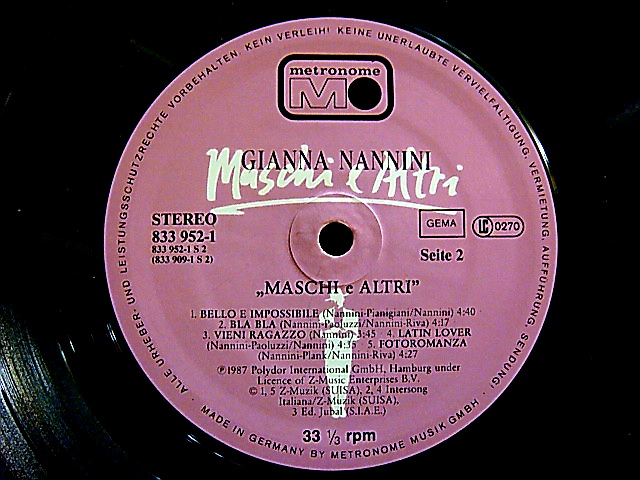 ALLE URHEBER- UND LEISTUNGSSCHUTZRECHTE VORBEHALTEN. KEIN VERLEIH! KEINE UNERLAUBTE VERVIELFÄLTIGUNG, VERMIETUNG, AUFFÜHRUNG, SENDUNG!
metronome
GIANNA NANNINI
Maschi e Altri
STEREO
833 952-1
833 952-1 S 2
(833 909-1 S 2)
GEMA
LC 0270
Seite 2
„MASCHI e ALTRI”
1. BELLO E IMPOSSIBILE (Nannini-Pianigiani/Nannini) 4:40
2. BLA BLA (Nannini-Paoluzzi/Nannini-Riva) 4:17
3. VIENI RAGAZZO (Nannini) 3:45 4. LATIN LOVER
(Nannini-Paoluzzi/Nannini) 4:35 5. FOTOROMANZA
(Nannini-Plank/Nannini-Riva) 4:27
℗1987 Polydor International GmbH, Hamburg under
Licence of Z-Music Enterprises B.V.
© 1, 5 Z-Muzik (SUISA), 2, 4 Intersong
Italiana/Z-Muzik (SUISA),
3 Ed. Jubal (S.I.A.E.)
33 ⅓ rpm
· MADE IN GERMANY BY METRONOME MUSIK GMBH ·